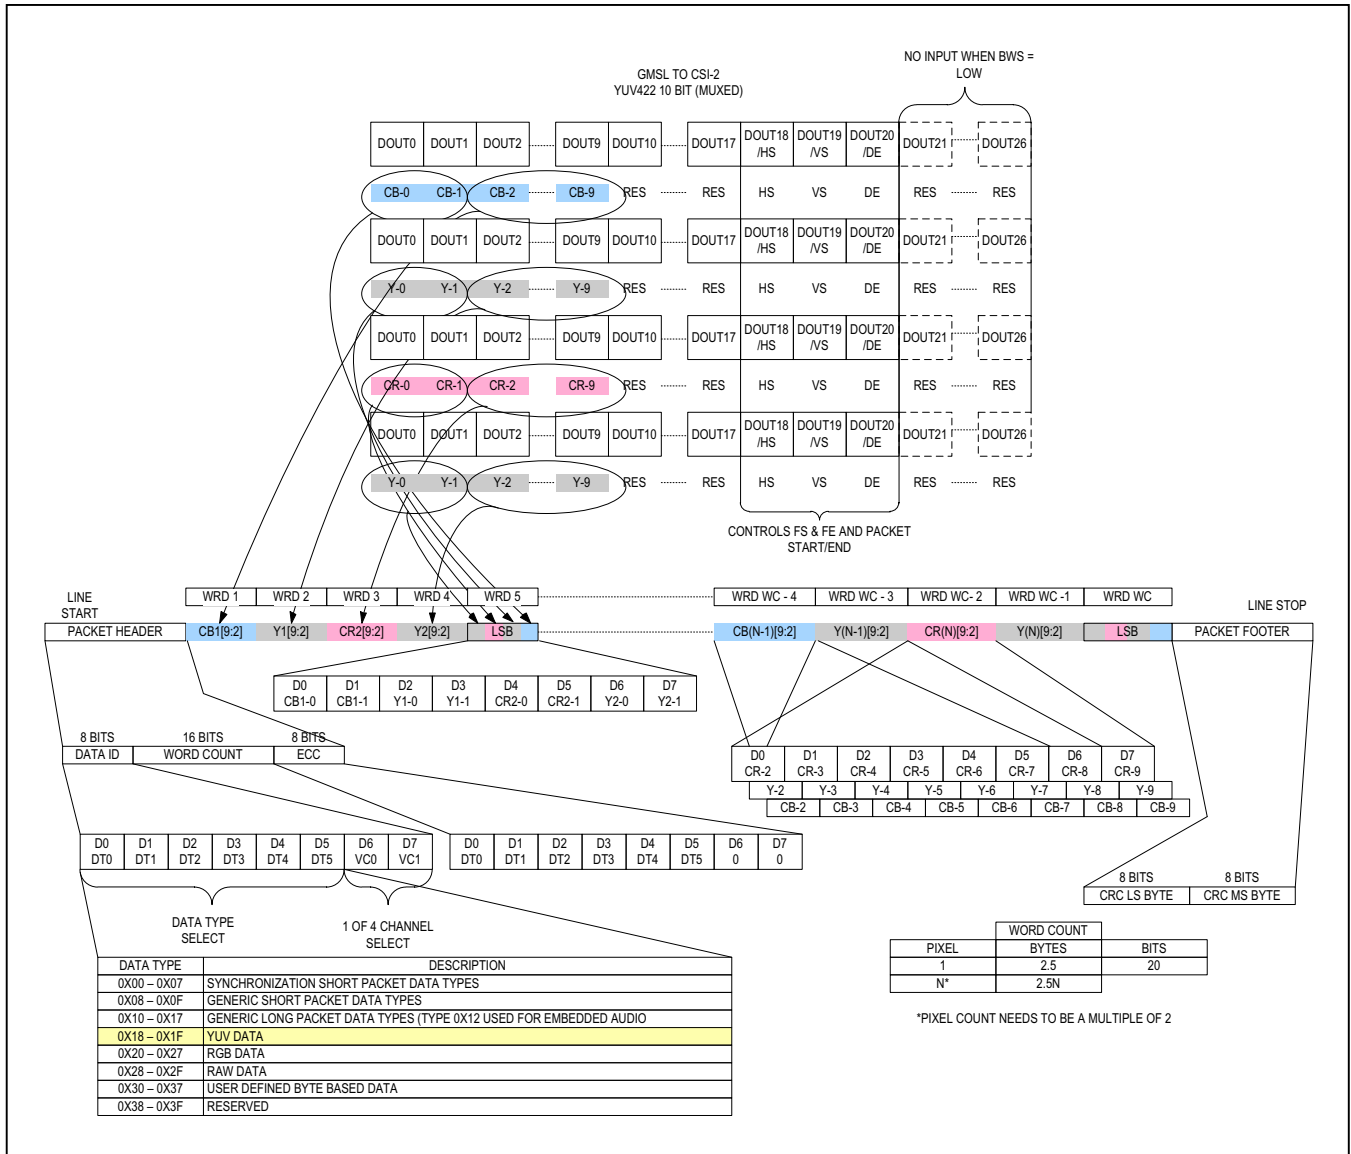 NO INPUT WHEN BWS =
LOW
GMSL TO CSI-2
YUV422 10 BIT (MUXED)
DOUT0 DOUT1 DOUT2 DOUT9 DOUT10 DOUT17 DOUT18 /HS DOUT19 /VS DOUT20 /DE DOUT21 DOUT26
CB-0 CB-1 CB-2 CB-9 RES RES HS VS DE RES RES
DOUT0 DOUT1 DOUT2 DOUT9 DOUT10 DOUT17 DOUT18 /HS DOUT19 /VS DOUT20 /DE DOUT21 DOUT26
Y-0 Y-1 Y-2 Y-9 RES RES HS VS DE RES RES
DOUT0 DOUT1 DOUT2 DOUT9 DOUT10 DOUT17 DOUT18 /HS DOUT19 /VS DOUT20 /DE DOUT21 DOUT26
CR-0 CR-1 CR-2 CR-9 RES RES HS VS DE RES RES
DOUT0 DOUT1 DOUT2 DOUT9 DOUT10 DOUT17 DOUT18 /HS DOUT19 /VS DOUT20 /DE DOUT21 DOUT26
Y-0 Y-1 Y-2 Y-9 RES RES HS VS DE RES RES
CONTROLS FS & FE AND PACKET
START/END
LINE
START
WRD 1 WRD 2 WRD 3 WRD 4 WRD 5 WRD WC - 4 WRD WC - 3 WRD WC- 2 WRD WC -1 WRD WC
LINE STOP
PACKET HEADER CB1[9:2] Y1[9:2] CR2[9:2] Y2[9:2] LSB CB(N-1)[9:2] Y(N-1)[9:2] CR(N)[9:2] Y(N)[9:2] LSB PACKET FOOTER
D0 D1 D2 D3 D4 D5 D6 D7
CB1-0 CB1-1 Y1-0 Y1-1 CR2-0 CR2-1 Y2-0 Y2-1
8 BITS 16 BITS 8 BITS
DATA ID WORD COUNT ECC
D0 D1 D2 D3 D4 D5 D6 D7
CR-2 CR-3 CR-4 CR-5 CR-6 CR-7 CR-8 CR-9
Y-2 Y-3 Y-4 Y-5 Y-6 Y-7 Y-8 Y-9
CB-2 CB-3 CB-4 CB-5 CB-6 CB-7 CB-8 CB-9
D0 D1 D2 D3 D4 D5 D6 D7
DT0 DT1 DT2 DT3 DT4 DT5 VC0 VC1
D0 D1 D2 D3 D4 D5 D6 D7
DT0 DT1 DT2 DT3 DT4 DT5 0 0
8 BITS 8 BITS
CRC LS BYTE CRC MS BYTE
DATA TYPE
SELECT
1 OF 4 CHANNEL
SELECT
WORD COUNT
PIXEL BYTES BITS
1 2.5 20
N* 2.5N
*PIXEL COUNT NEEDS TO BE A MULTIPLE OF 2
DATA TYPE DESCRIPTION
0X00 – 0X07 SYNCHRONIZATION SHORT PACKET DATA TYPES
0X08 – 0X0F GENERIC SHORT PACKET DATA TYPES
0X10 – 0X17 GENERIC LONG PACKET DATA TYPES (TYPE 0X12 USED FOR EMBEDDED AUDIO
0X18 – 0X1F YUV DATA
0X20 – 0X27 RGB DATA
0X28 – 0X2F RAW DATA
0X30 – 0X37 USER DEFINED BYTE BASED DATA
0X38 – 0X3F RESERVED